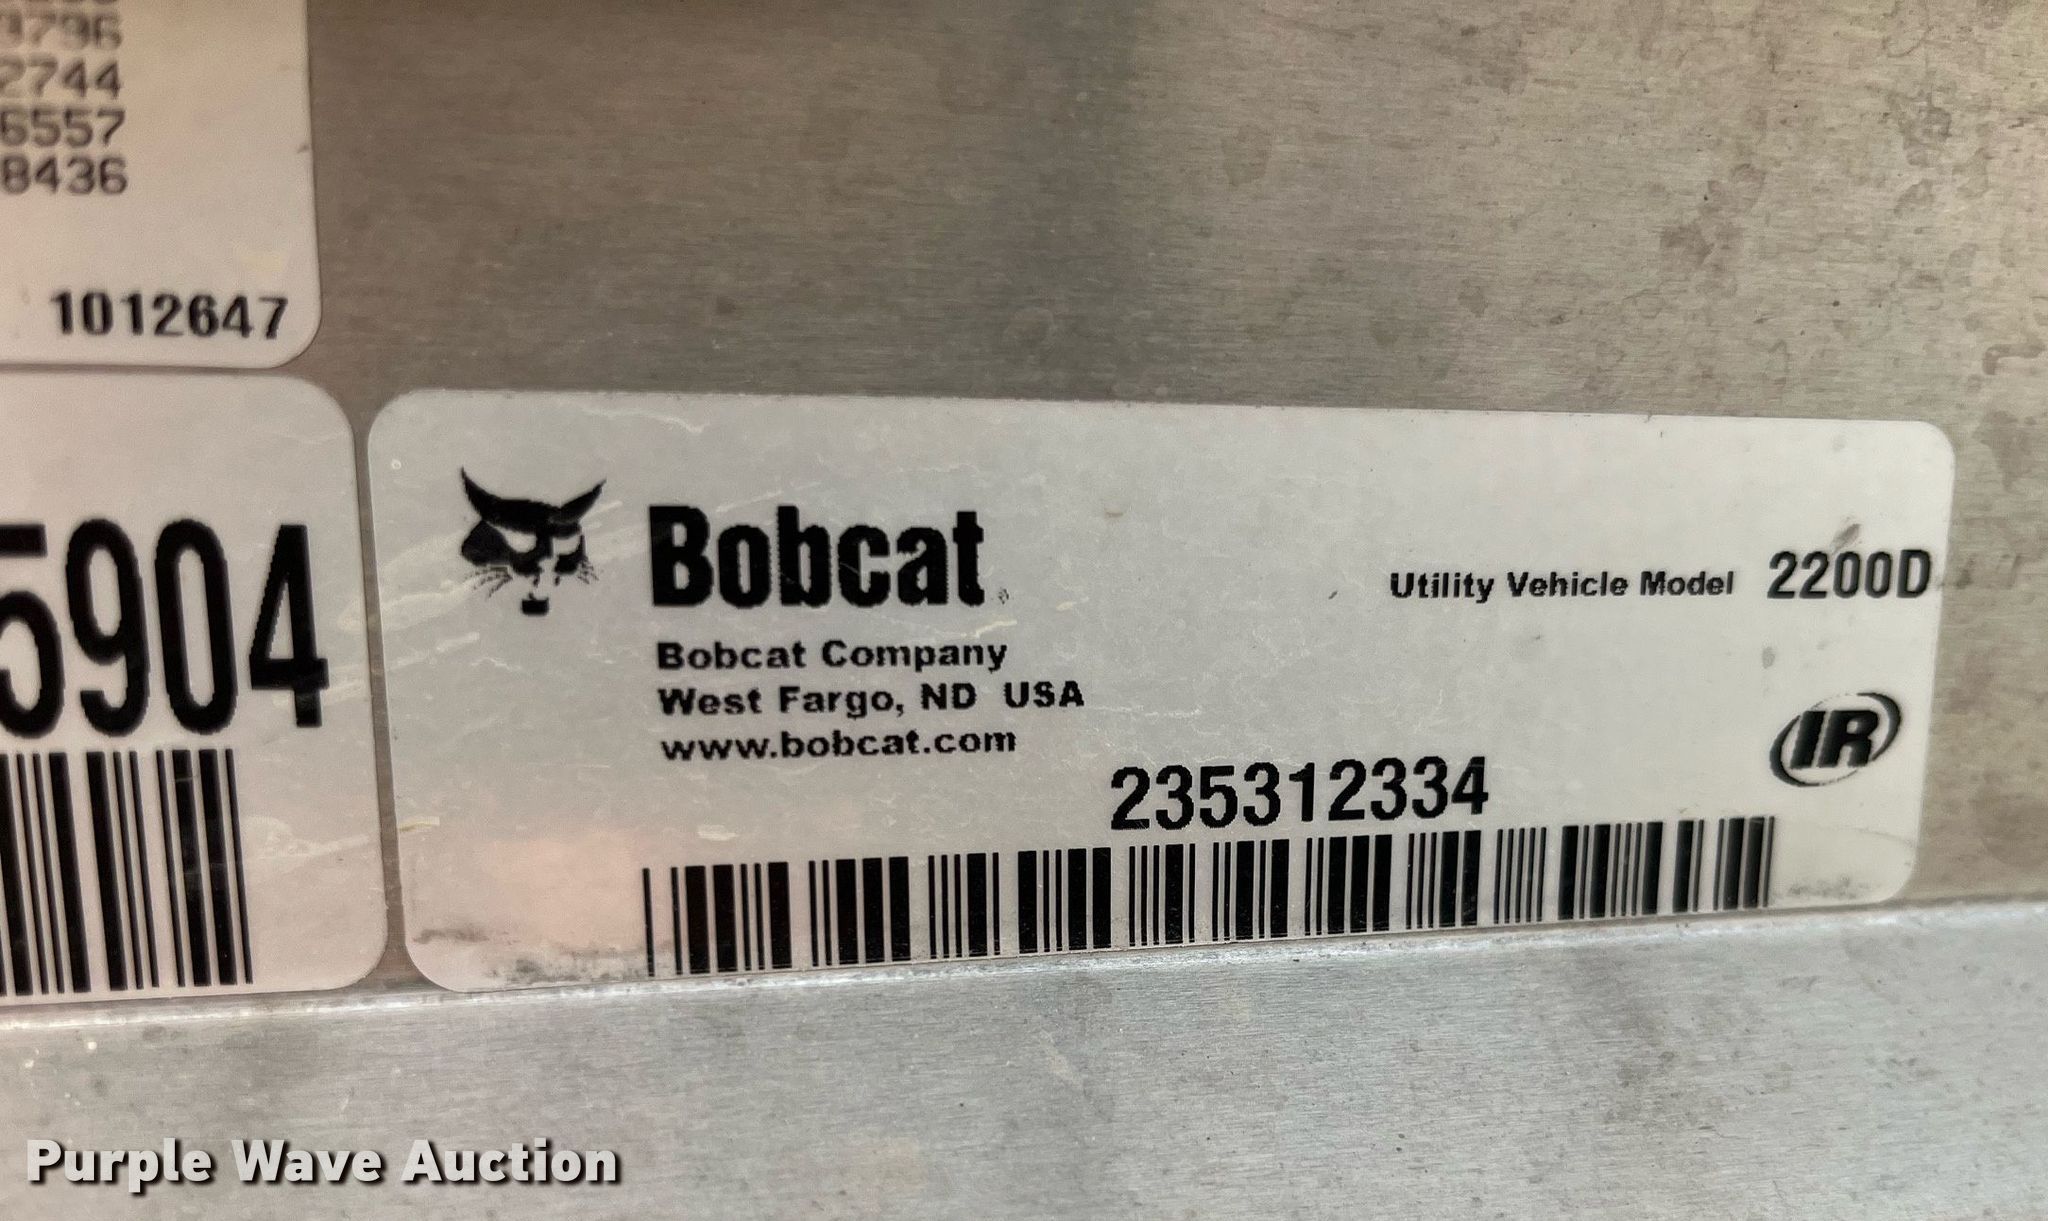 3796
2744
6557
8436
1012647
5904
Bobcat
Utility Vehicle Model 2200D
Bobcat Company
West Fargo, ND USA
www.bobcat.com
IR
235312334
Purple Wave Auction